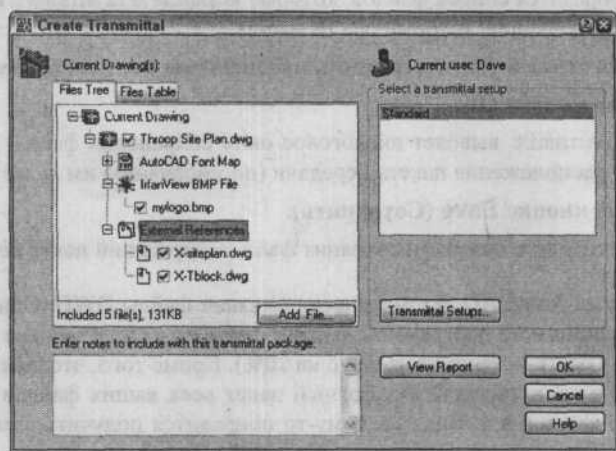 Create Transmittal
Current Drawing(s):
Files Tree
Files Table
Current Drawing
Throop Site Plan.dwg
AutoCAD Font Map
IrfanView BMP File
mylogo.bmp
External References
X-siteplan.dwg
X-Tblock.dwg
Included 5 file(s), 131KB
Add File...
Enter notes to include with this transmittal package.
Current user: Dave
Select a transmittal setup
Standard
Transmittal Setups...
View Report
OK
Cancel
Help